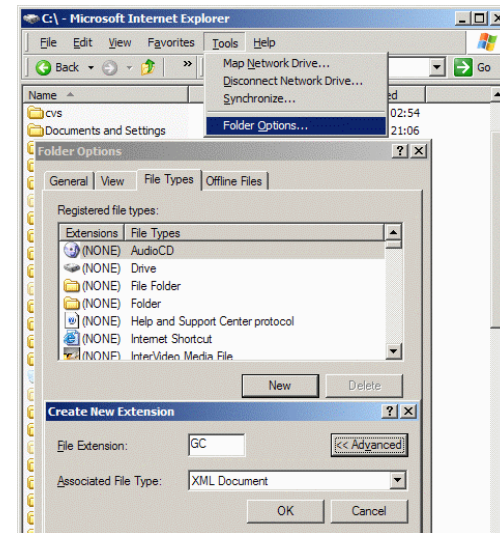 C:\ - Microsoft Internet Explorer
File Edit View Favorites Tools Help
Back » Go
Map Network Drive...
Disconnect Network Drive...
Synchronize...
Folder Options...
Name
cvs 02:54
Documents and Settings 21:06
Folder Options
General View File Types Offline Files
Registered file types:
Extensions File Types
(NONE) AudioCD
(NONE) Drive
(NONE) File Folder
(NONE) Folder
(NONE) Help and Support Center protocol
(NONE) Internet Shortcut
(NONE) InterVideo Media File
New Delete
Create New Extension
File Extension: GC << Advanced
Associated File Type: XML Document
OK Cancel